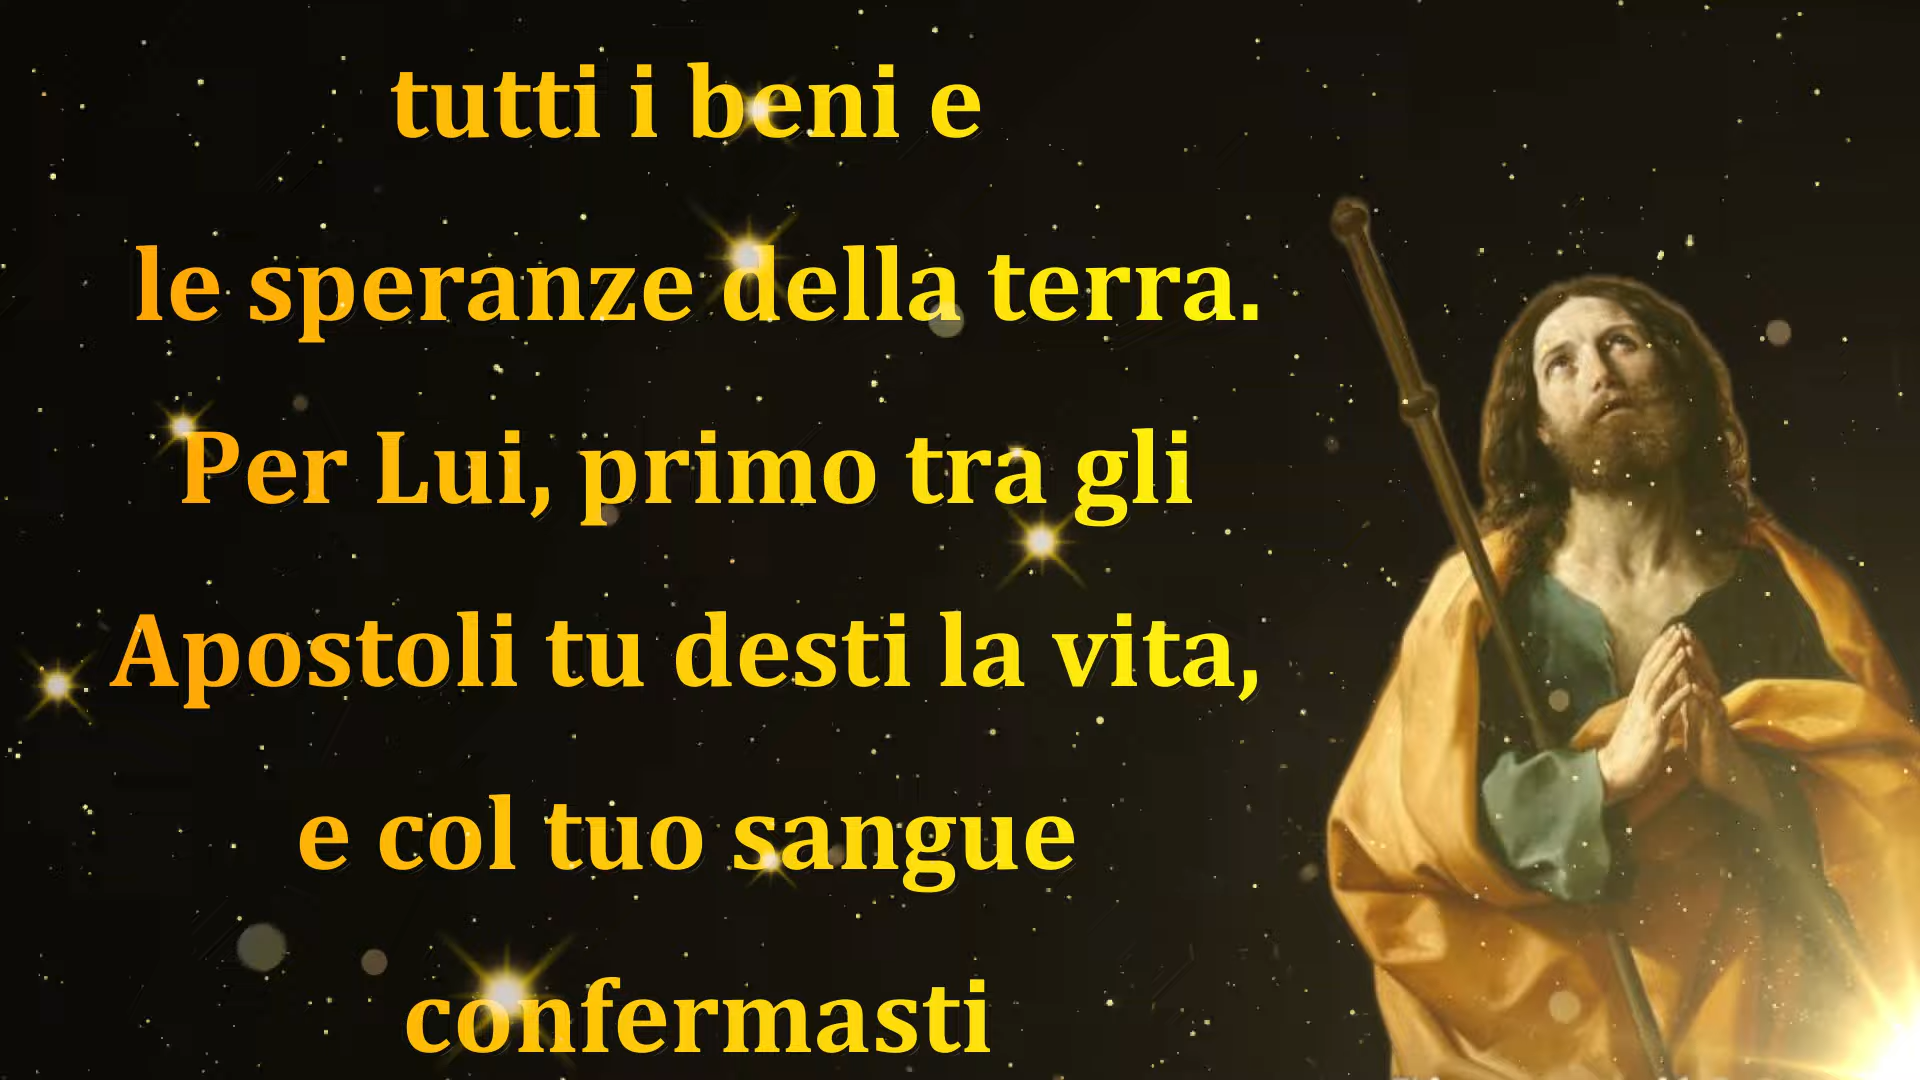 tutti i beni e
le speranze della terra.
Per Lui, primo tra gli
Apostoli tu desti la vita,
e col tuo sangue
confermasti